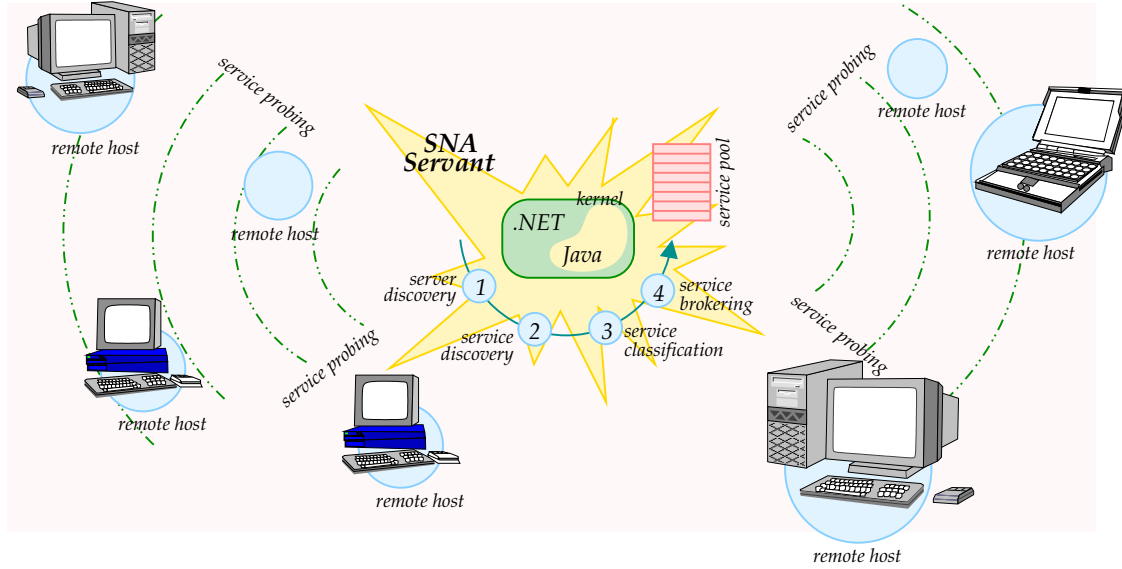 remote host
service probing
service probing
remote host
SNA
Servant
service pool
kernel
.NET
Java
remote host
remote host
remote host
server
discovery
1
2
3
4
service
discovery
service
classification
service
brokering
service probing
remote host
remote host
service probing
remote host